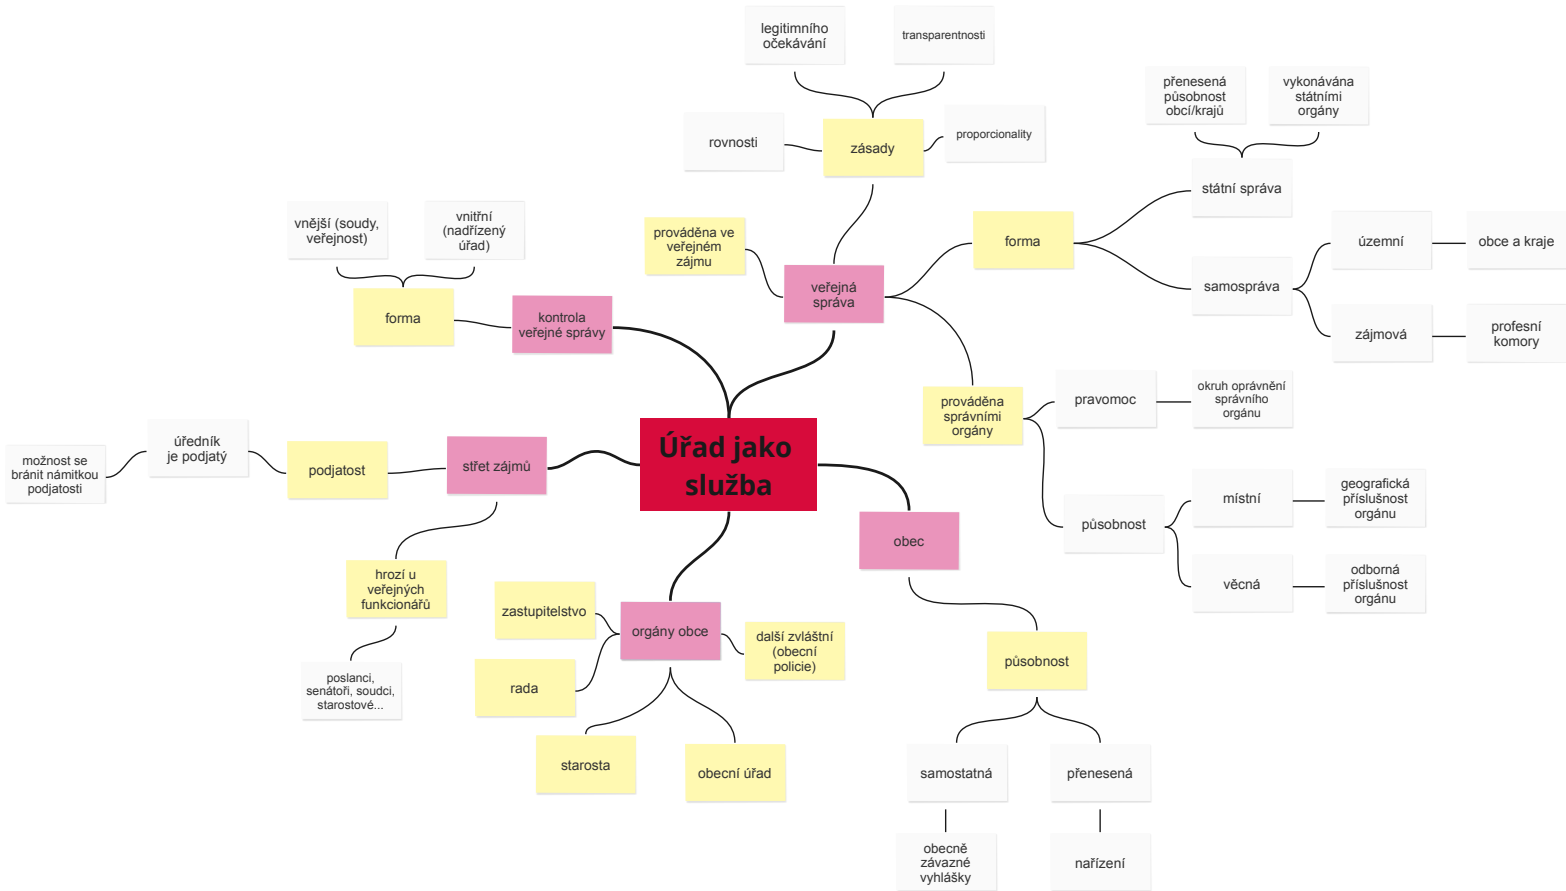 Úřad jako
služba
veřejná
správa
prováděna ve
veřejném
zájmu
zásady
legitimního
očekávání
transparentnosti
rovnosti
proporcionality
forma
státní správa
přenesená
působnost
obcí/krajů
vykonávána
státními
orgány
samospráva
územní
obce a kraje
zájmová
profesní
komory
prováděna
správními
orgány
pravomoc
okruh oprávnění
správního
orgánu
působnost
místní
geografická
příslušnost
orgánu
věcná
odborná
příslušnost
orgánu
obec
působnost
samostatná
obecně
závazné
vyhlášky
přenesená
nařízení
orgány obce
zastupitelstvo
rada
starosta
obecní úřad
další zvláštní
(obecní
policie)
střet zájmů
podjatost
úředník
je podjatý
možnost se
bránit námitkou
podjatosti
hrozí u
veřejných
funkcionářů
poslanci,
senátoři, soudci,
starostové...
kontrola
veřejné správy
forma
vnější (soudy,
veřejnost)
vnitřní
(nadřízený
úřad)